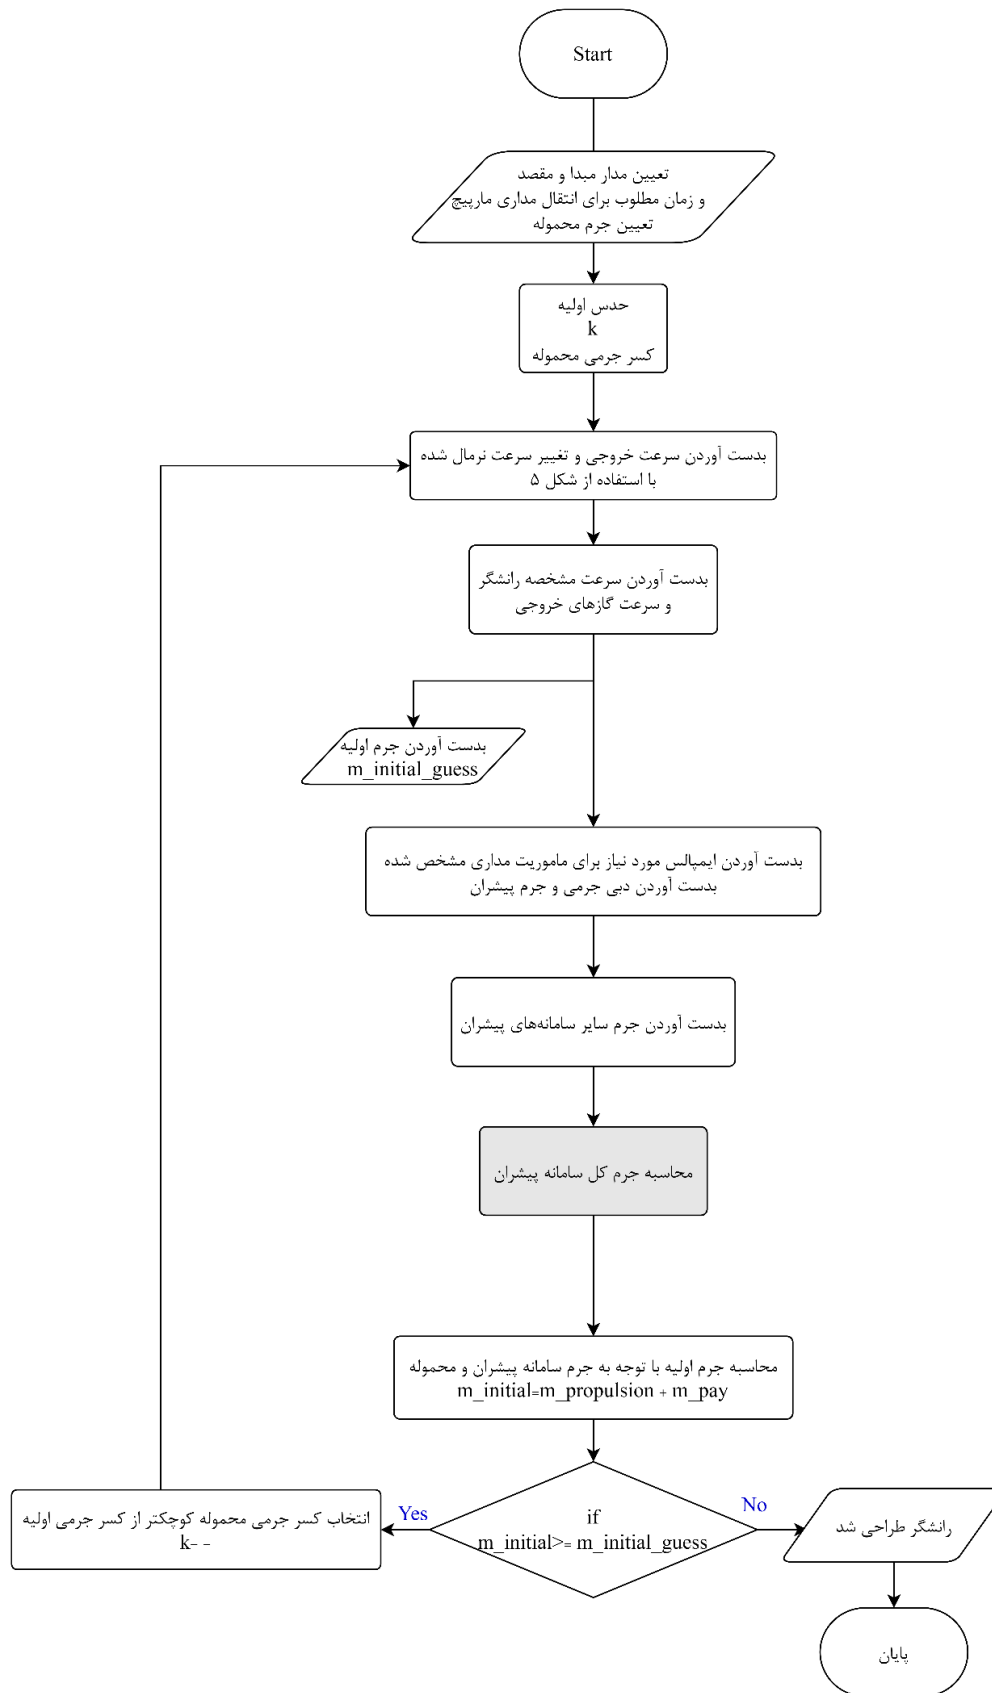 Start
تعیین مدار مبدا و مقصد
و زمان مطلوب برای انتقال مداری مارپیچ
تعیین جرم محموله
حدس اولیه
k
کسر جرمی محموله
بدست آوردن سرعت خروجی و تغییر سرعت نرمال شده
با استفاده از شکل ۵
بدست آوردن سرعت مشخصه رانشگر
و سرعت گازهای خروجی
بدست آوردن جرم اولیه
m_initial_guess
بدست آوردن ایمپالس مورد نیاز برای ماموریت مداری مشخص شده
بدست آوردن دبی جرمی و جرم پیشران
بدست آوردن جرم سایر سامانه‌های پیشران
محاسبه جرم کل سامانه پیشران
محاسبه جرم اولیه با توجه به جرم سامانه پیشران و محموله
m_initial=m_propulsion + m_pay
if
m_initial>= m_initial_guess
Yes
انتخاب کسر جرمی محموله کوچکتر از کسر جرمی اولیه
k- -
No
رانشگر طراحی شد
پایان